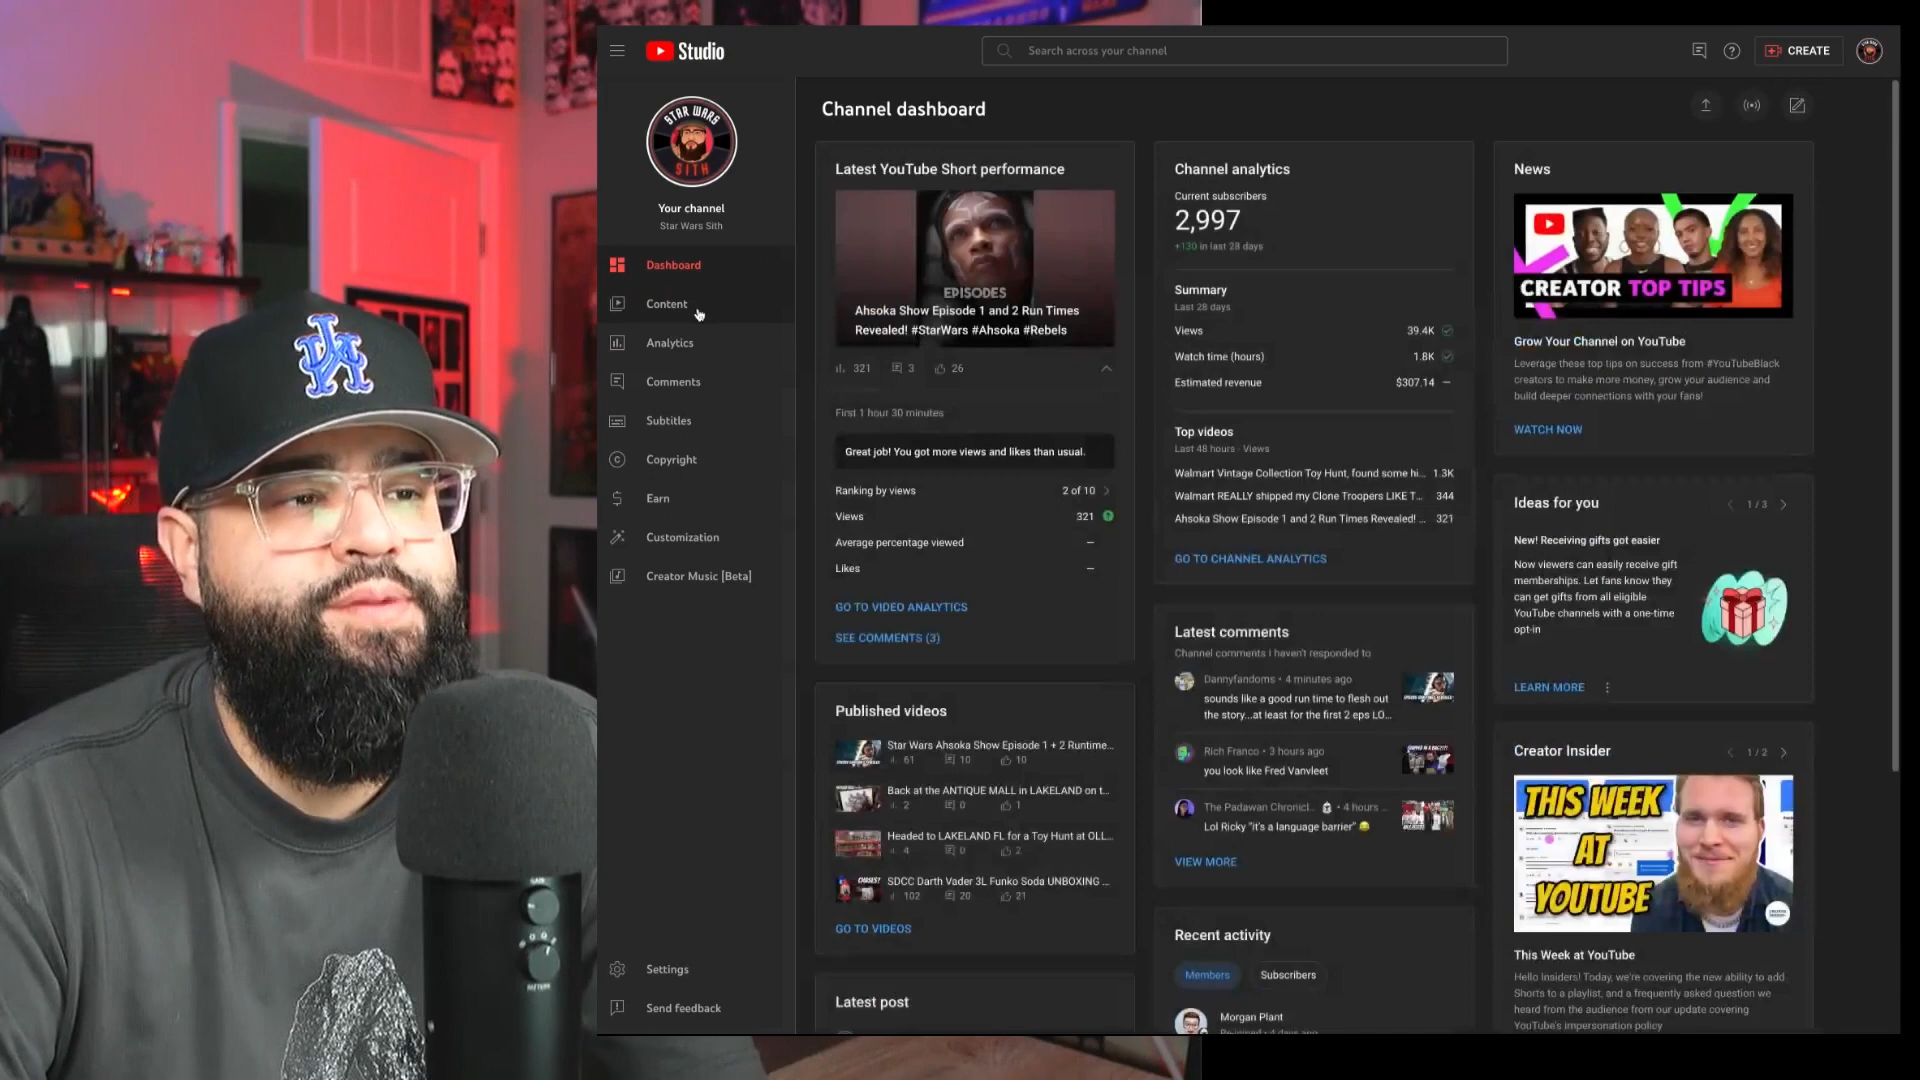 Studio
Search across your channel
CREATE
STAR WARS
SITH
Your channel
Star Wars Sith
Dashboard
Content
Analytics
Comments
Subtitles
Copyright
Earn
Customization
Creator Music [Beta]
Settings
Send feedback
Channel dashboard
Latest YouTube Short performance
EPISODES
Ahsoka Show Episode 1 and 2 Run Times
Revealed! #StarWars #Ahsoka #Rebels
321 3 26
First 1 hour 30 minutes
Great job! You got more views and likes than usual.
Ranking by views 2 of 10
Views 321
Average percentage viewed –
Likes –
GO TO VIDEO ANALYTICS
SEE COMMENTS (3)
Published videos
Star Wars Ahsoka Show Episode 1 + 2 Runtime...
61 10 10
Back at the ANTIQUE MALL in LAKELAND on t...
2 0 1
Headed to LAKELAND FL for a Toy Hunt at OLL...
4 0 2
SDCC Darth Vader 3L Funko Soda UNBOXING ...
102 20 21
GO TO VIDEOS
Latest post
Channel analytics
Current subscribers
2,997
+130 in last 28 days
Summary
Last 28 days
Views 39.4K
Watch time (hours) 1.8K
Estimated revenue $307.14 –
Top videos
Last 48 hours · Views
Walmart Vintage Collection Toy Hunt, found some hi... 1.3K
Walmart REALLY shipped my Clone Troopers LIKE T... 344
Ahsoka Show Episode 1 and 2 Run Times Revealed! ... 321
GO TO CHANNEL ANALYTICS
Latest comments
Channel comments I haven't responded to
Dannyfandoms • 4 minutes ago
sounds like a good run time to flesh out
the story...at least for the first 2 eps LO...
Rich Franco • 3 hours ago
you look like Fred Vanvleet
The Padawan Chronicl.. • 4 hours ...
Lol Ricky "it's a language barrier" 😂
VIEW MORE
Recent activity
Members Subscribers
Morgan Plant
News
CREATOR TOP TIPS
Grow Your Channel on YouTube
Leverage these top tips on success from #YouTubeBlack
creators to make more money, grow your audience and
build deeper connections with your fans!
WATCH NOW
Ideas for you
1 / 3
New! Receiving gifts got easier
Now viewers can easily receive gift
memberships. Let fans know they
can get gifts from all eligible
YouTube channels with a one-time
opt-in
LEARN MORE
Creator Insider
1 / 2
THIS WEEK
AT
YOUTUBE
This Week at YouTube
Hello Insiders! Today, we're covering the new ability to add
Shorts to a playlist, and a frequently asked question we
heard from the audience from our update covering
YouTube's impersonation policy
LA